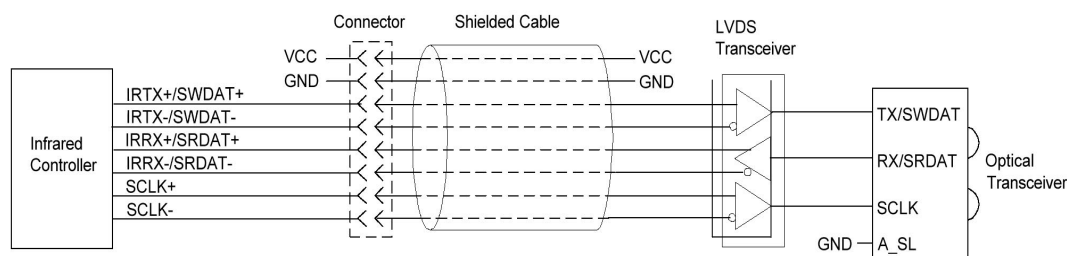 Connector
Shielded Cable
LVDS
Transceiver
VCC
VCC
GND
GND
IRTX+/SWDAT+
IRTX-/SWDAT-
IRRX+/SRDAT+
IRRX-/SRDAT-
SCLK+
SCLK-
Infrared
Controller
TX/SWDAT
RX/SRDAT
SCLK
GND
A_SL
Optical
Transceiver